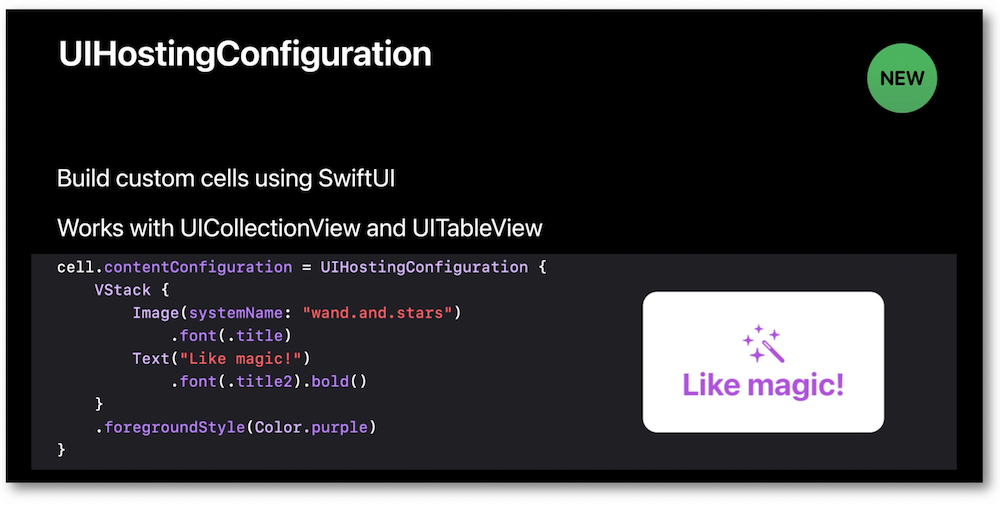 UIHostingConfiguration
NEW
Build custom cells using SwiftUI
Works with UICollectionView and UITableView
cell.contentConfiguration = UIHostingConfiguration {
    VStack {
        Image(systemName: "wand.and.stars")
            .font(.title)
        Text("Like magic!")
            .font(.title2).bold()
    }
    .foregroundStyle(Color.purple)
}
Like magic!